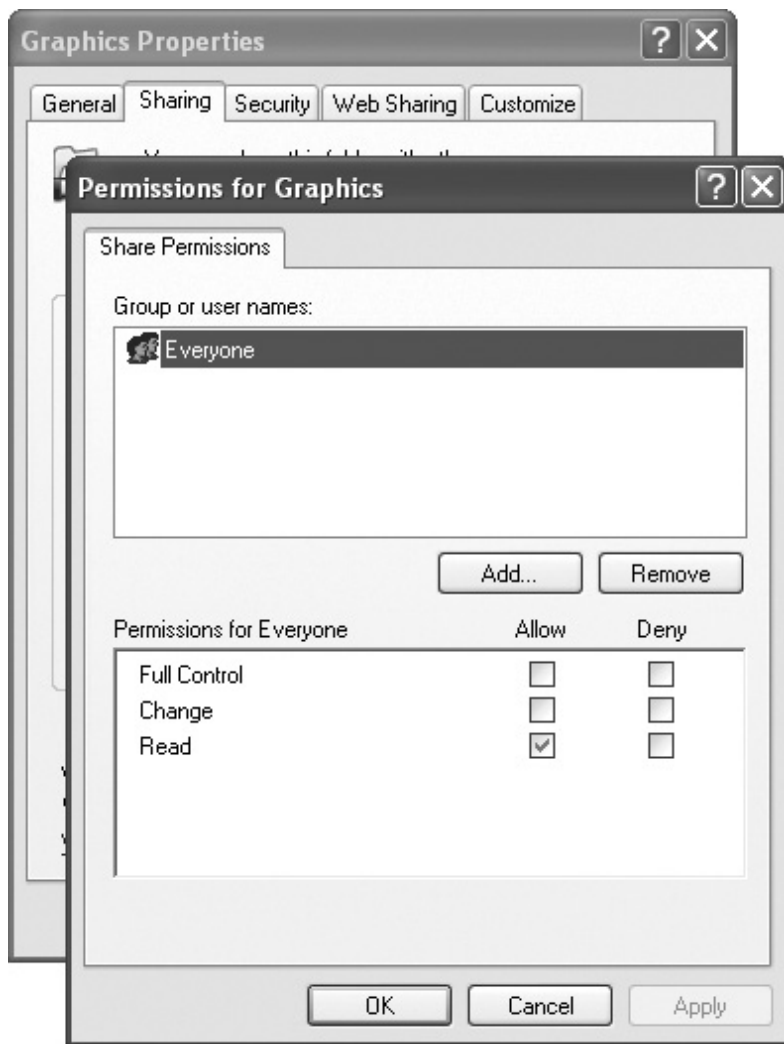 Graphics Properties
General Sharing Security Web Sharing Customize
Permissions for Graphics
Share Permissions
Group or user names:
Everyone
Add... Remove
Permissions for Everyone Allow Deny
Full Control
Change
Read
OK Cancel Apply